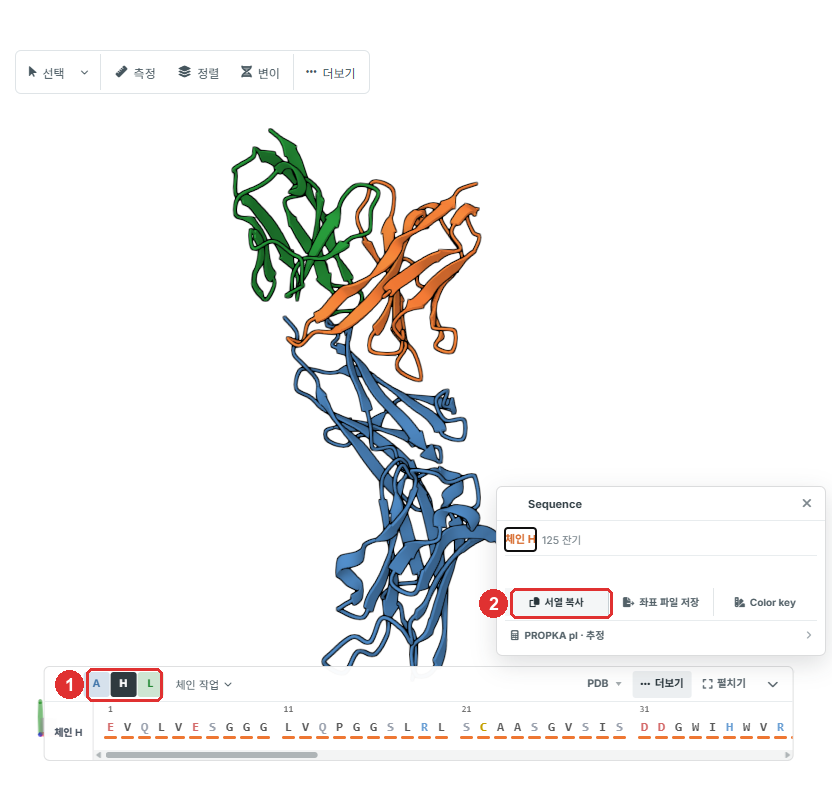 선택 측정 정렬 변이 ··· 더보기
Sequence
체인 H 125 잔기
2 서열 복사 좌표 파일 저장 Color key
PROPKA pI · 추정
1 A H L 체인 작업 PDB ··· 더보기 펼치기
1 11 21 31
체인 H E V Q L V E S G G G L V Q P G G S L R L S C A A S G V S I S D D G W I H W V R